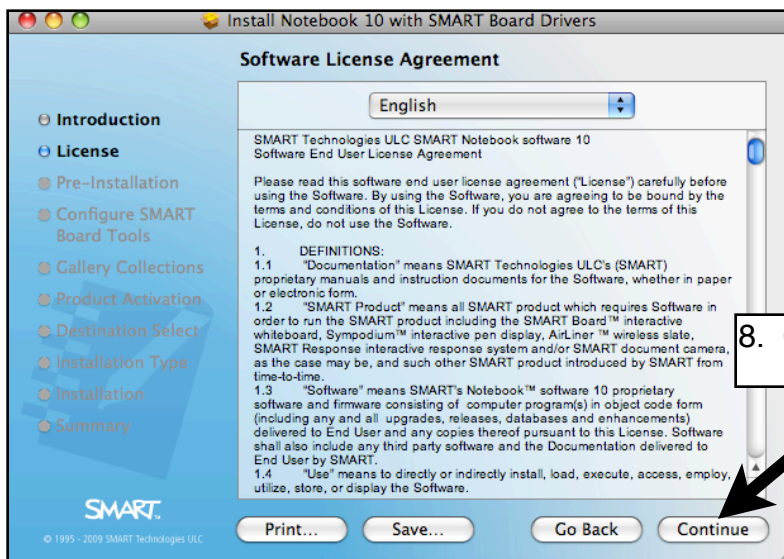 Install Notebook 10 with SMART Board Drivers
Software License Agreement
English
Introduction
License
Pre-Installation
Configure SMART
Board Tools
Gallery Collections
Product Activation
Destination Select
Installation Type
Installation
Summary
SMART Technologies ULC SMART Notebook software 10
Software End User License Agreement
Please read this software end user license agreement ("License") carefully before
using the Software. By using the Software, you are agreeing to be bound by the
terms and conditions of this License. If you do not agree to the terms of this
License, do not use the Software.
1. DEFINITIONS:
1.1 "Documentation" means SMART Technologies ULC's (SMART)
proprietary manuals and instruction documents for the Software, whether in paper
or electronic form.
1.2 "SMART Product" means all SMART product which requires Software in
order to run the SMART product including the SMART Board™ interactive
whiteboard, Sympodium™ interactive pen display, AirLiner ™ wireless slate,
SMART Response interactive response system and/or SMART document camera,
as the case may be, and such other SMART product introduced by SMART from
time-to-time.
1.3 "Software" means SMART's Notebook™ software 10 proprietary
software and firmware consisting of computer program(s) in object code form
(including any and all upgrades, releases, databases and enhancements)
delivered to End User and any copies thereof pursuant to this License. Software
shall also include any third party software and the Documentation delivered to
End User by SMART.
1.4 "Use" means to directly or indirectly install, load, execute, access, employ,
utilize, store, or display the Software.
8.
SMART™
© 1995 - 2009 SMART Technologies ULC
Print...
Save...
Go Back
Continue